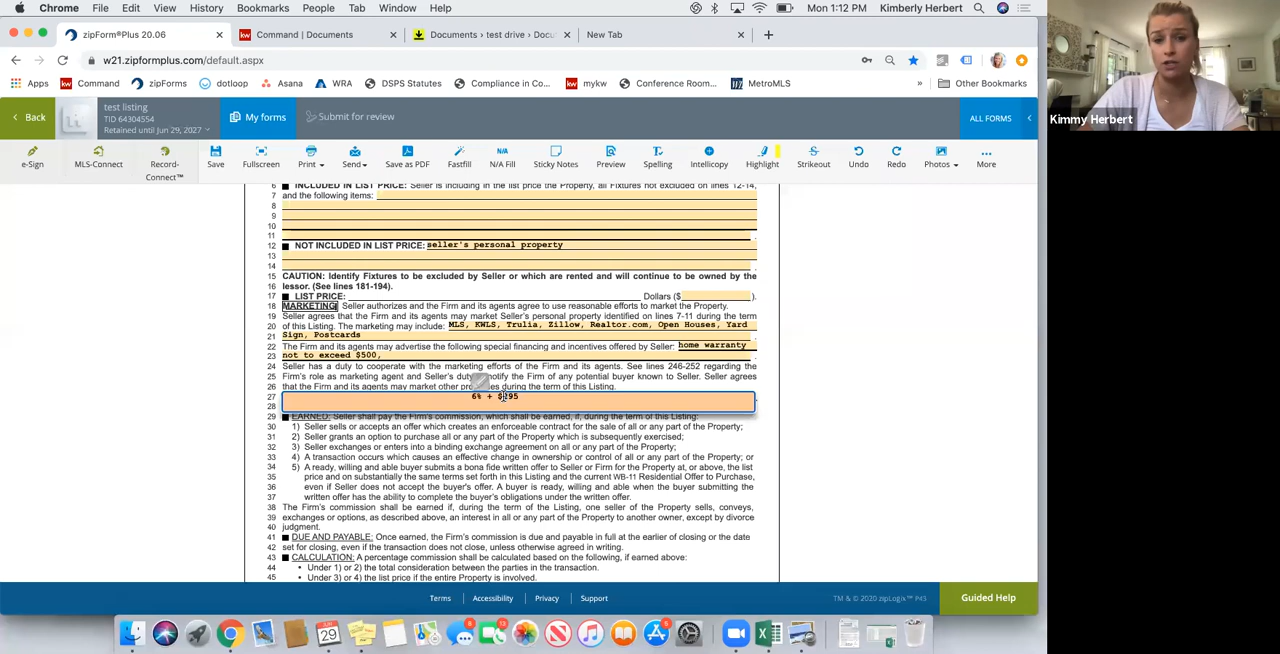 Chrome File Edit View History Bookmarks People Tab Window Help Mon 1:12 PM Kimberly Herbert
zipForm®Plus 20.06 Command | Documents Documents › test drive › Docu New Tab
w21.zipformplus.com/default.aspx
Apps Command zipForms dotloop Asana WRA DSPS Statutes Compliance in Co... mykw Conference Room... MetroMLS » Other Bookmarks
Back
test listing
TID 64304554
Retained until Jun 29, 2027
My forms Submit for review ALL FORMS
e-Sign MLS-Connect Record-Connect™ Save Fullscreen Print Send Save as PDF Fastfill N/A Fill Sticky Notes Preview Spelling Intellicopy Highlight Strikeout Undo Redo Photos More
6 ■ INCLUDED IN LIST PRICE: Seller is including in the list price the Property, all Fixtures not excluded on lines 12-14,
7 and the following items:
8
9
10
11 .
12 ■ NOT INCLUDED IN LIST PRICE: seller's personal property
13
14 .
15 CAUTION: Identify Fixtures to be excluded by Seller or which are rented and will continue to be owned by the
16 lessor. (See lines 181-194).
17 ■ LIST PRICE: Dollars ($ ).
18 MARKETING Seller authorizes and the Firm and its agents agree to use reasonable efforts to market the Property.
19 Seller agrees that the Firm and its agents may market Seller's personal property identified on lines 7-11 during the term
20 of this Listing. The marketing may include: MLS, KWLS, Trulia, Zillow, Realtor.com, Open Houses, Yard
21 Sign, Postcards .
22 The Firm and its agents may advertise the following special financing and incentives offered by Seller: home warranty
23 not to exceed $500, .
24 Seller has a duty to cooperate with the marketing efforts of the Firm and its agents. See lines 246-252 regarding the
25 Firm's role as marketing agent and Seller's duty notify the Firm of any potential buyer known to Seller. Seller agrees
26 that the Firm and its agents may market other during the term of this Listing.
27 6% + $295
28
29 EARNED: Seller shall pay the Firm's commission, which shall be earned, if, during the term of this Listing:
30 1) Seller sells or accepts an offer which creates an enforceable contract for the sale of all or any part of the Property;
31 2) Seller grants an option to purchase all or any part of the Property which is subsequently exercised;
32 3) Seller exchanges or enters into a binding exchange agreement on all or any part of the Property;
33 4) A transaction occurs which causes an effective change in ownership or control of all or any part of the Property; or
34 5) A ready, willing and able buyer submits a bona fide written offer to Seller or Firm for the Property at, or above, the list
35 price and on substantially the same terms set forth in this Listing and the current WB-11 Residential Offer to Purchase,
36 even if Seller does not accept the buyer's offer. A buyer is ready, willing and able when the buyer submitting the
37 written offer has the ability to complete the buyer's obligations under the written offer.
38 The Firm's commission shall be earned if, during the term of the Listing, one seller of the Property sells, conveys,
39 exchanges or options, as described above, an interest in all or any part of the Property to another owner, except by divorce
40 judgment.
41 ■ DUE AND PAYABLE: Once earned, the Firm's commission is due and payable in full at the earlier of closing or the date
42 set for closing, even if the transaction does not close, unless otherwise agreed in writing.
43 ■ CALCULATION: A percentage commission shall be calculated based on the following, if earned above:
44 • Under 1) or 2) the total consideration between the parties in the transaction.
45 • Under 3) or 4) the list price if the entire Property is involved.
Terms Accessibility Privacy Support TM & © 2020 zipLogix™ P43 Guided Help
Kimmy Herbert